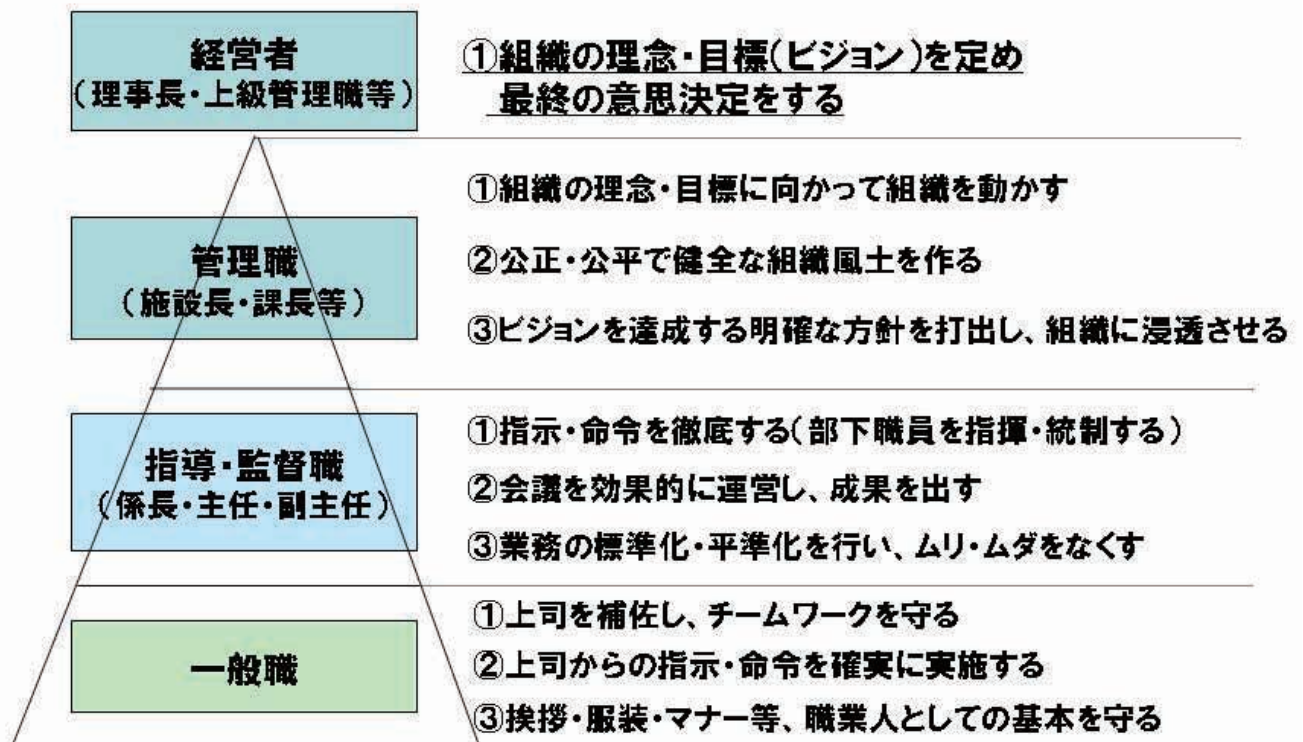 経営者
(理事長・上級管理職等)
①組織の理念・目標(ビジョン)を定め
最終の意思決定をする
管理職
(施設長・課長等)
①組織の理念・目標に向かって組織を動かす
②公正・公平で健全な組織風土を作る
③ビジョンを達成する明確な方針を打出し、組織に浸透させる
指導・監督職
(係長・主任・副主任)
①指示・命令を徹底する(部下職員を指揮・統制する)
②会議を効果的に運営し、成果を出す
③業務の標準化・平準化を行い、ムリ・ムダをなくす
一般職
①上司を補佐し、チームワークを守る
②上司からの指示・命令を確実に実施する
③挨拶・服装・マナー等、職業人としての基本を守る